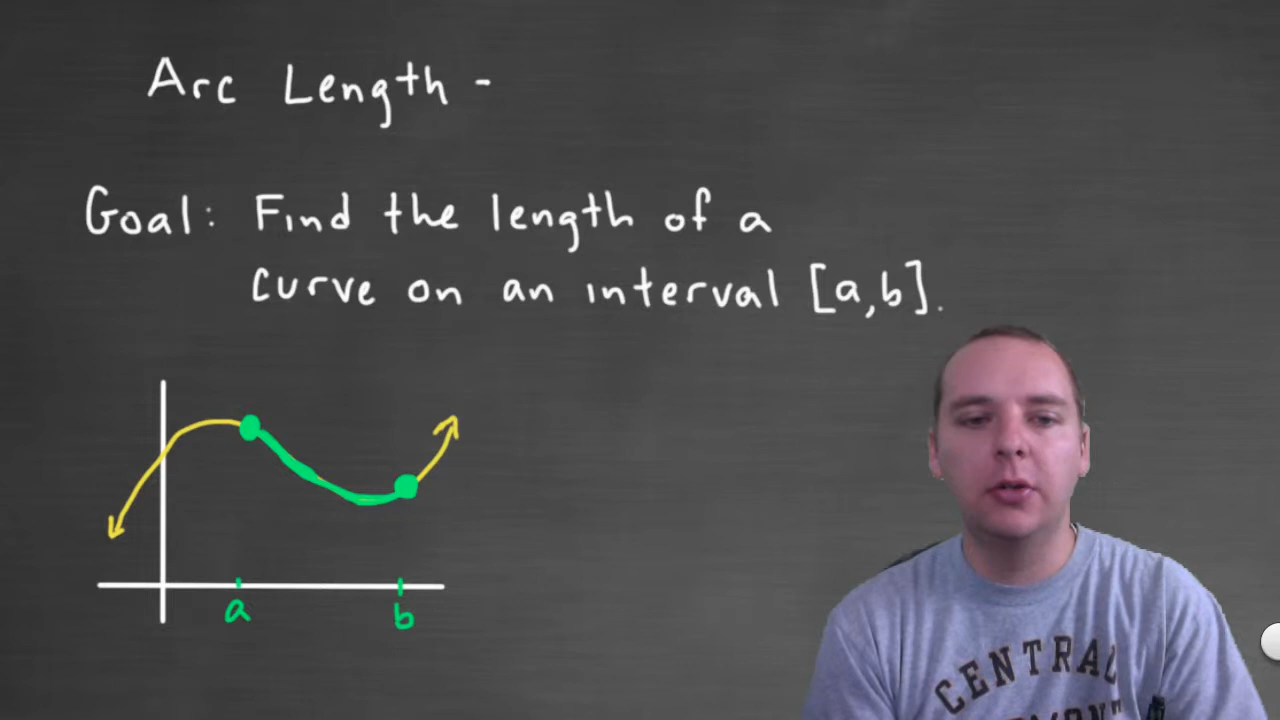 Arc Length -
Goal: Find the length of a
curve on an interval [a,b].
a
b
CENTRAL